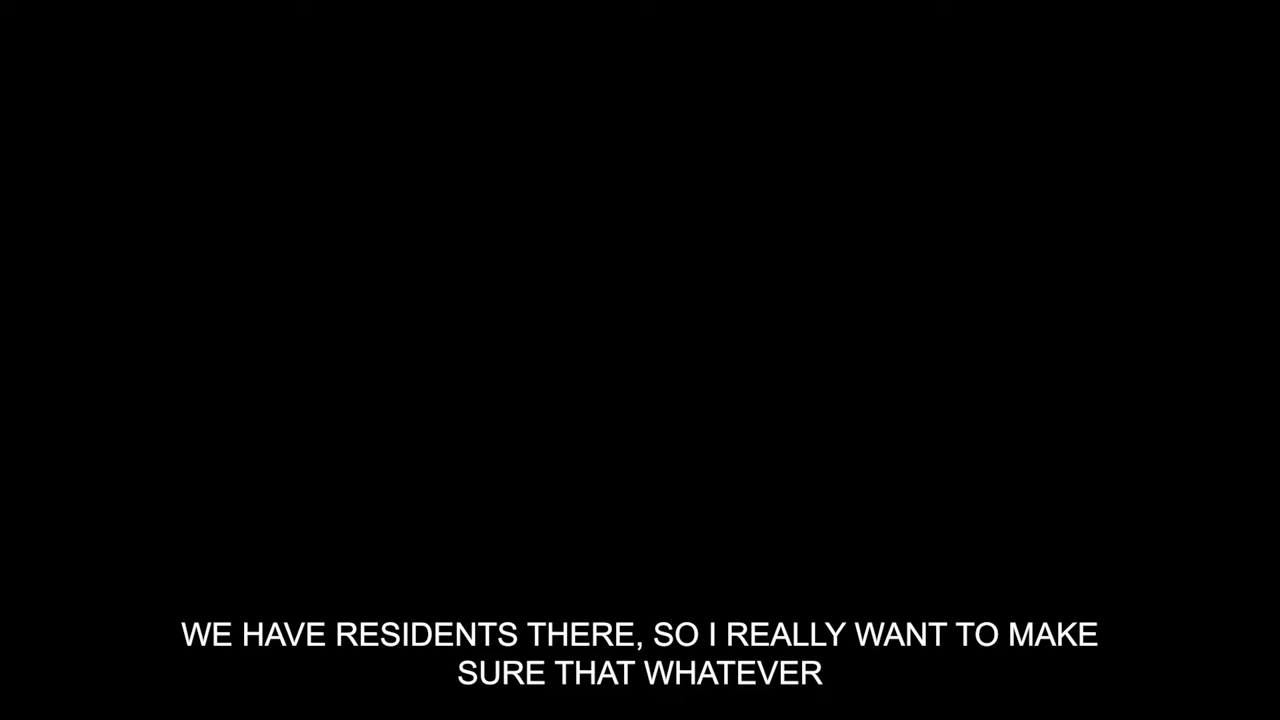 WE HAVE RESIDENTS THERE, SO I REALLY WANT TO MAKE
SURE THAT WHATEVER